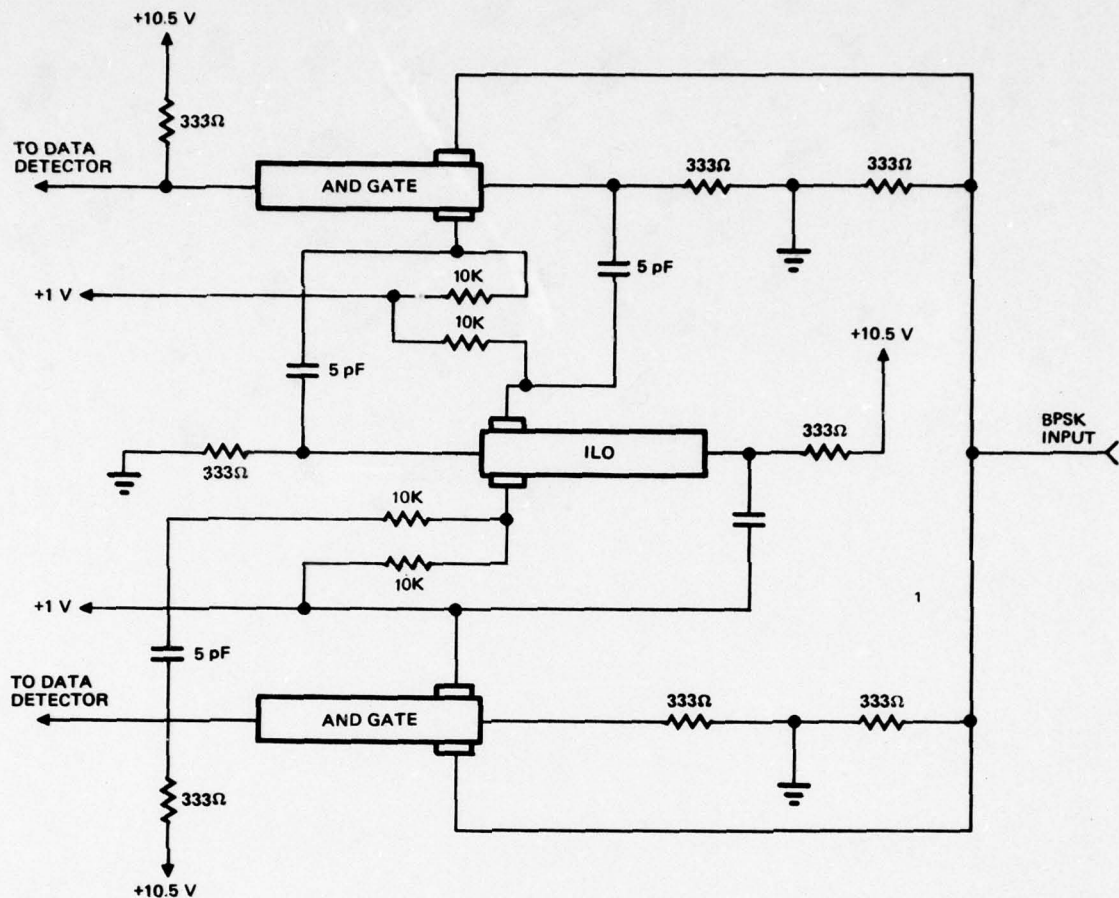 +10.5 V
333Ω
TO DATA
DETECTOR
AND GATE
333Ω
333Ω
10K
5 pF
+1 V
10K
+10.5 V
5 pF
BPSK
INPUT
333Ω
ILO
333Ω
10K
10K
+1 V
1
5 pF
TO DATA
DETECTOR
AND GATE
333Ω
333Ω
333Ω
+10.5 V